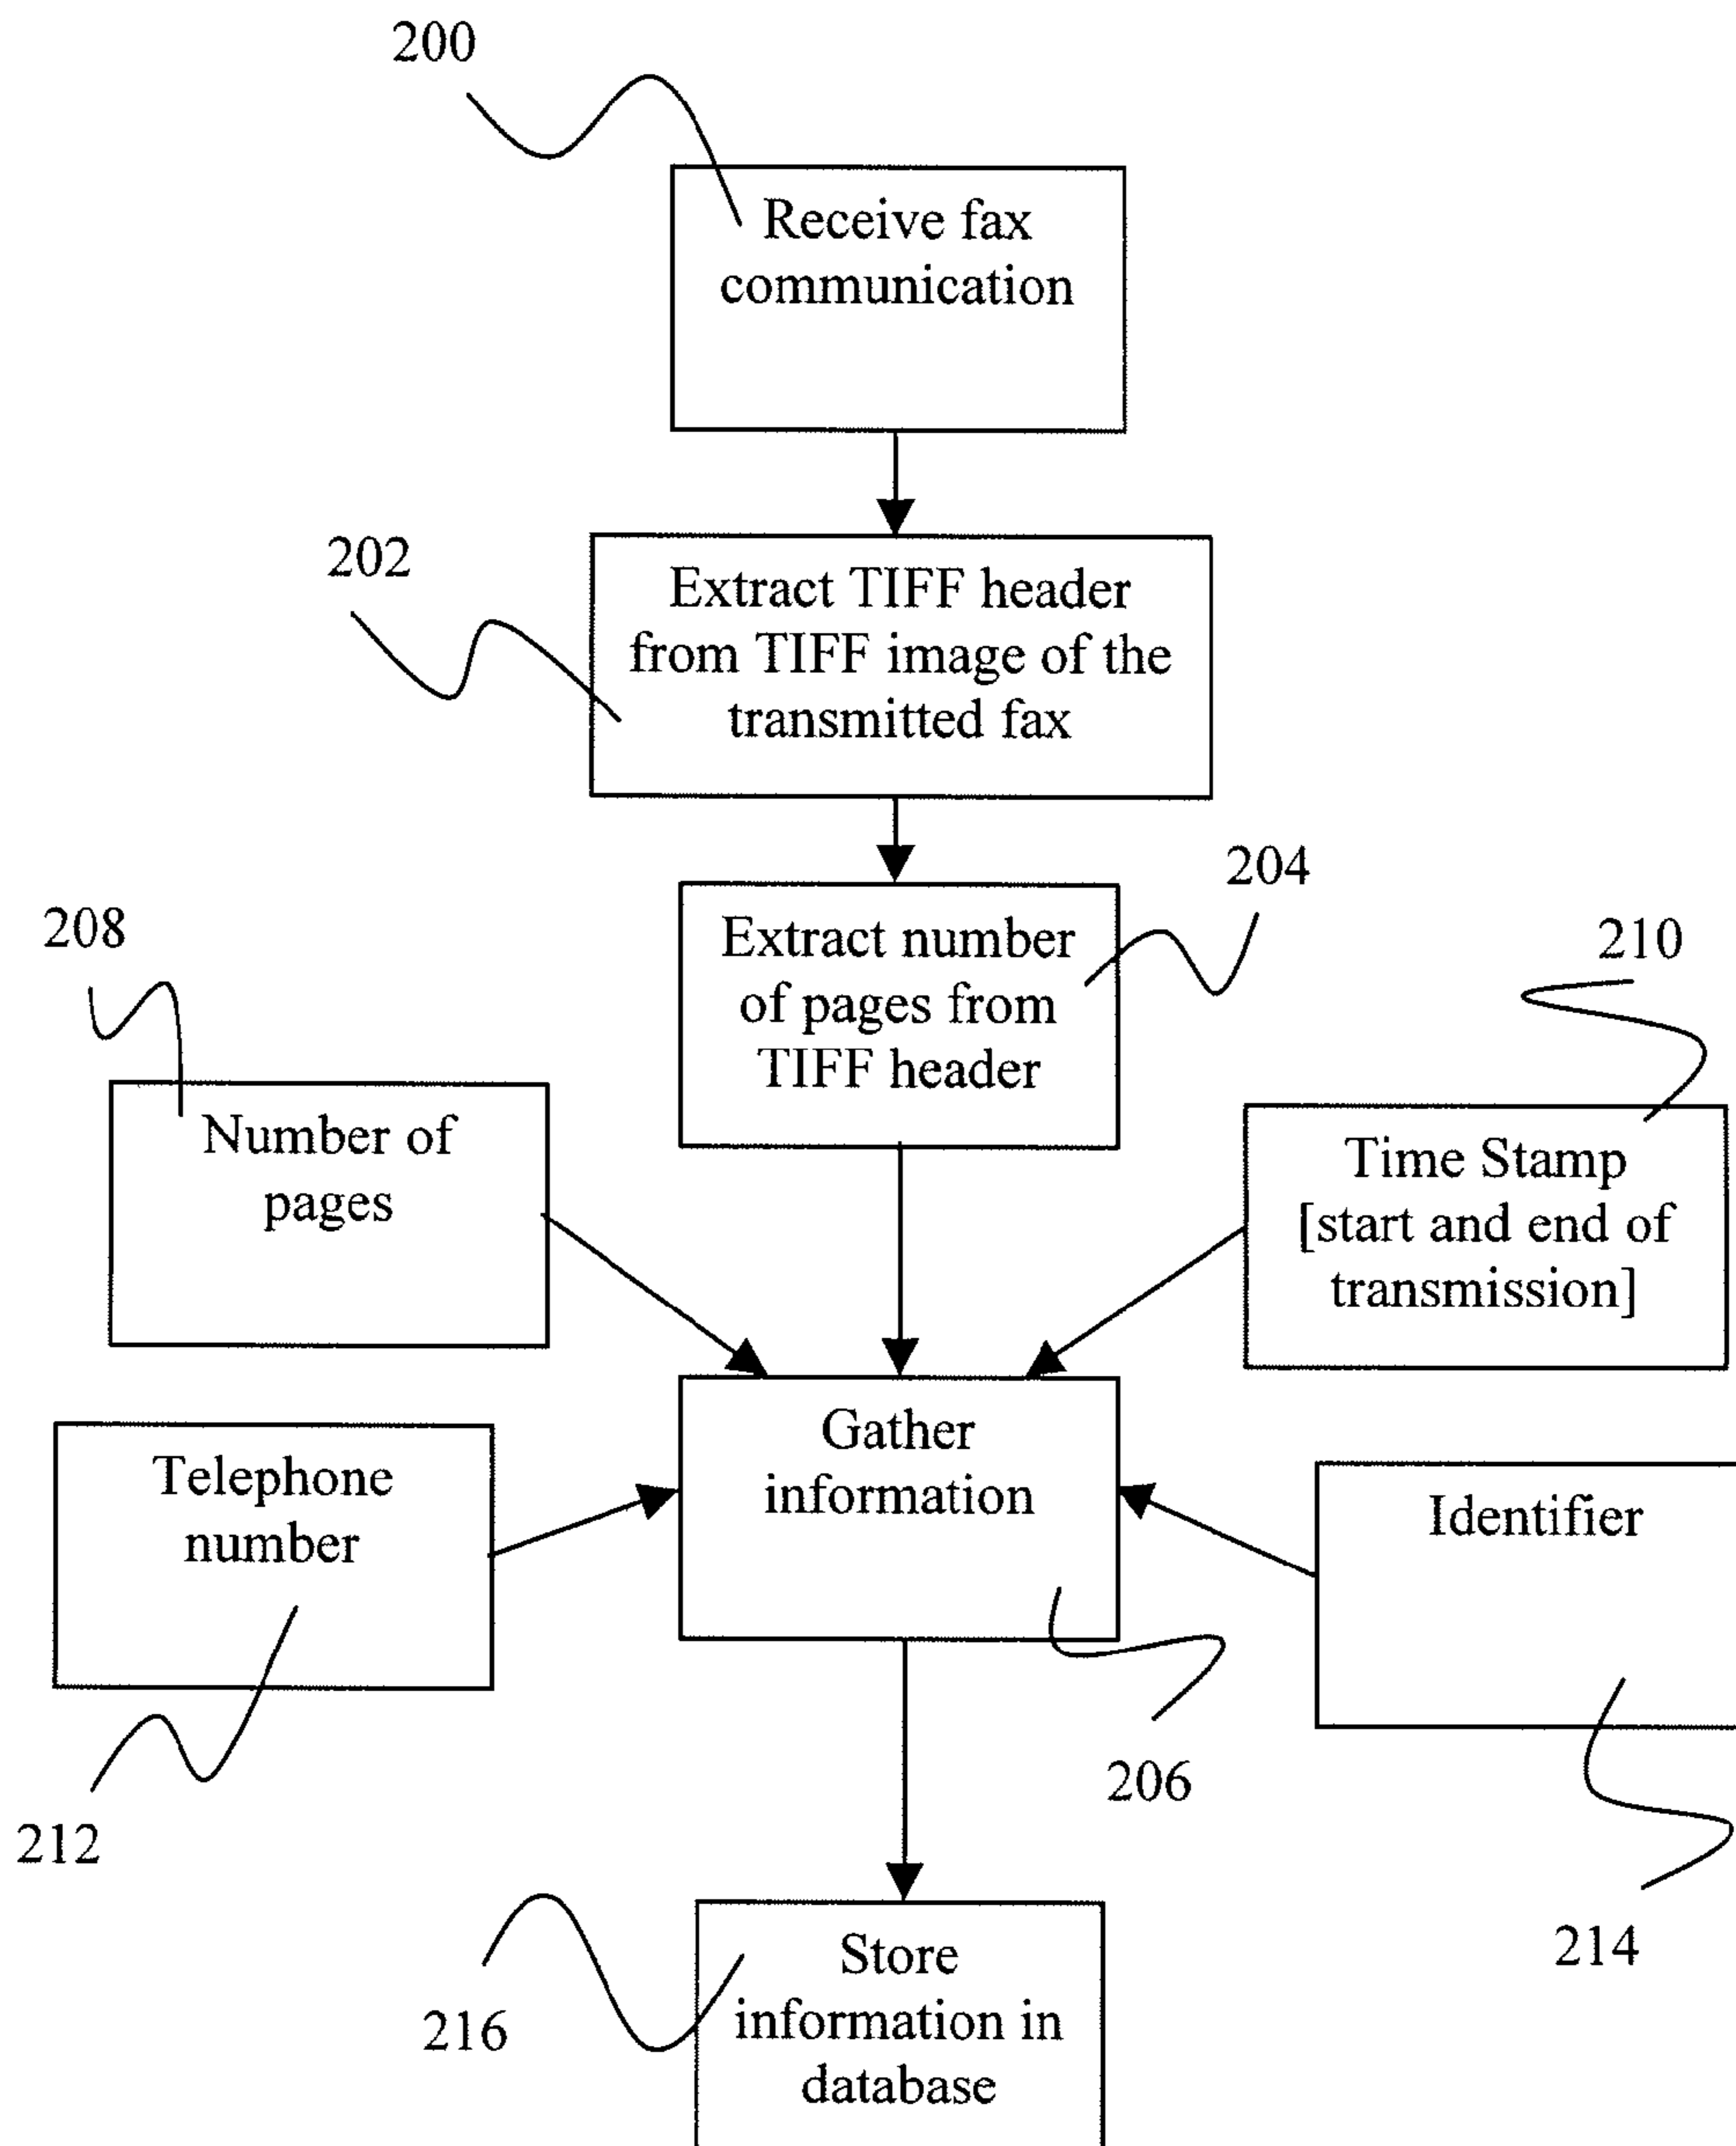 200
Receive fax
communication
202
Extract TIFF header
from TIFF image of the
transmitted fax
204
Extract number
of pages from
TIFF header
208
Number of
pages
210
Time Stamp
[start and end of
transmission]
Gather
information
206
Telephone
number
212
Identifier
214
216
Store
information in
database